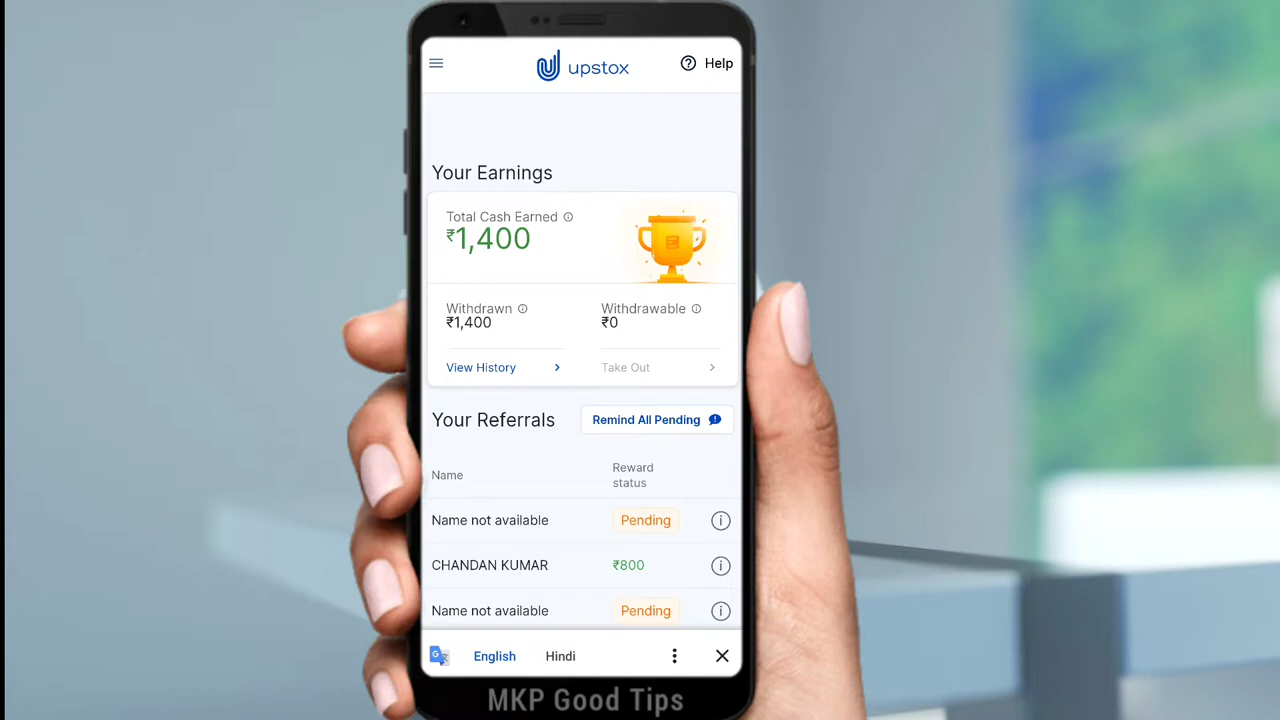 upstox
Help
Your Earnings
Total Cash Earned
₹1,400
Withdrawn
₹1,400
Withdrawable
₹0
View History
Take Out
Your Referrals
Remind All Pending
Name
Reward
status
Name not available
Pending
CHANDAN KUMAR
₹800
Name not available
Pending
English
Hindi
MKP Good Tips